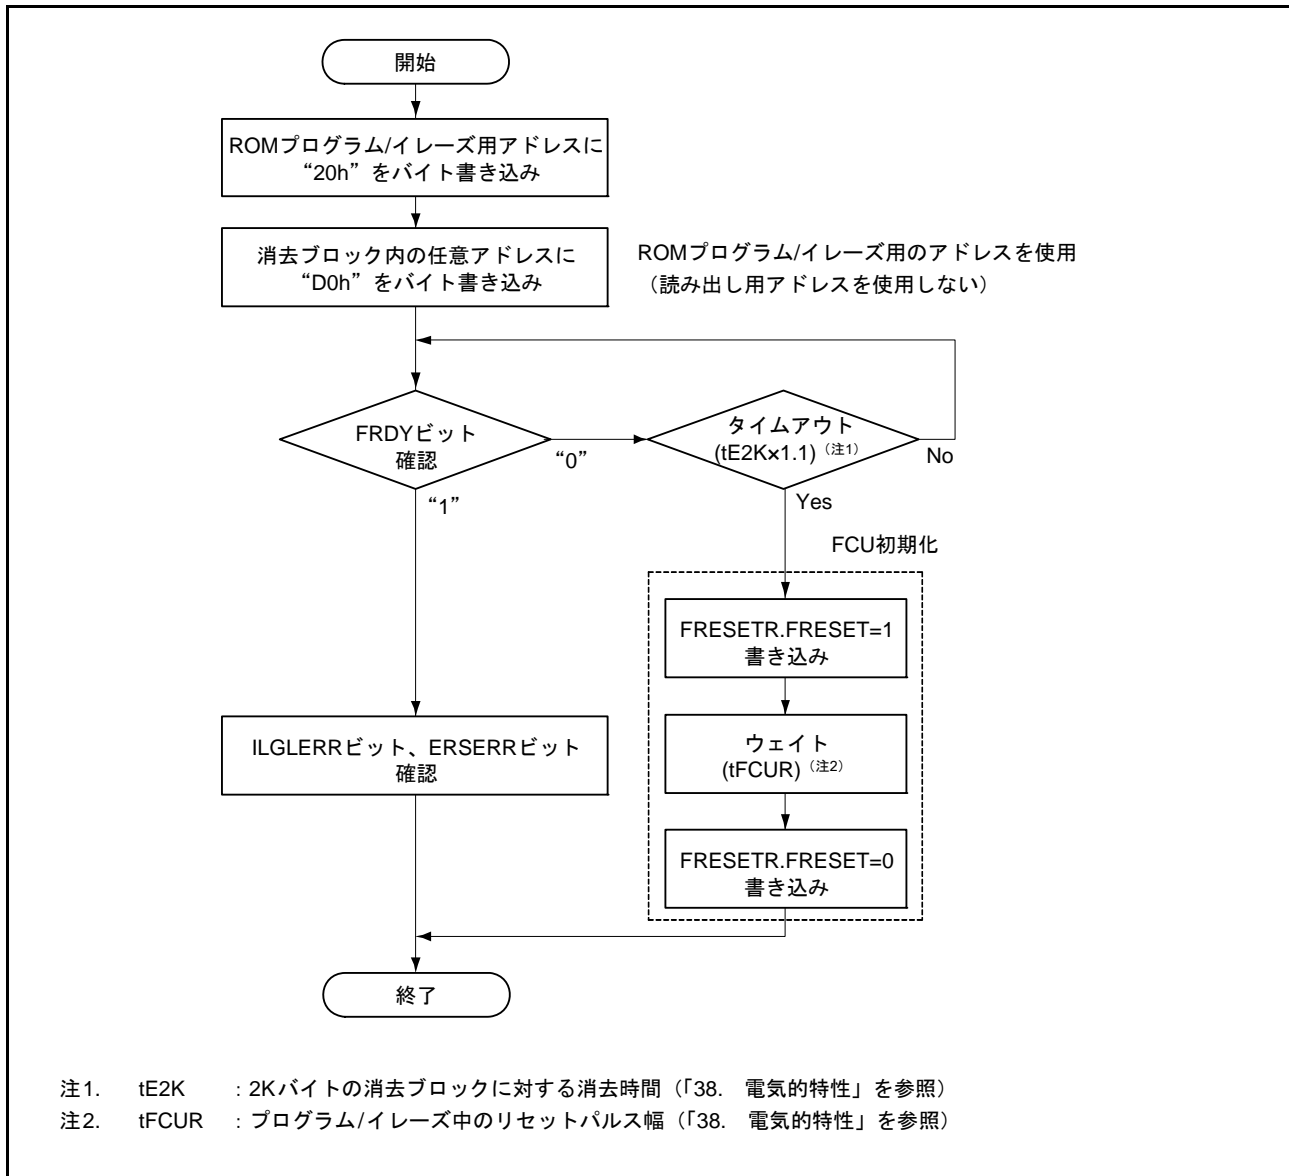 開始
ROMプログラム/イレーズ用アドレスに
“20h”をバイト書き込み
消去ブロック内の任意アドレスに
“D0h”をバイト書き込み
ROMプログラム/イレーズ用のアドレスを使用
（読み出し用アドレスを使用しない）
FRDYビット
確認
“0”
“1”
タイムアウト
(tE2K×1.1)（注1）
No
Yes
FCU初期化
FRESETR.FRESET=1
書き込み
ILGLERRビット、ERSERRビット
確認
ウェイト
(tFCUR)（注2）
FRESETR.FRESET=0
書き込み
終了
注1. tE2K ：2Kバイトの消去ブロックに対する消去時間（「38. 電気的特性」を参照）
注2. tFCUR ：プログラム/イレーズ中のリセットパルス幅（「38. 電気的特性」を参照）